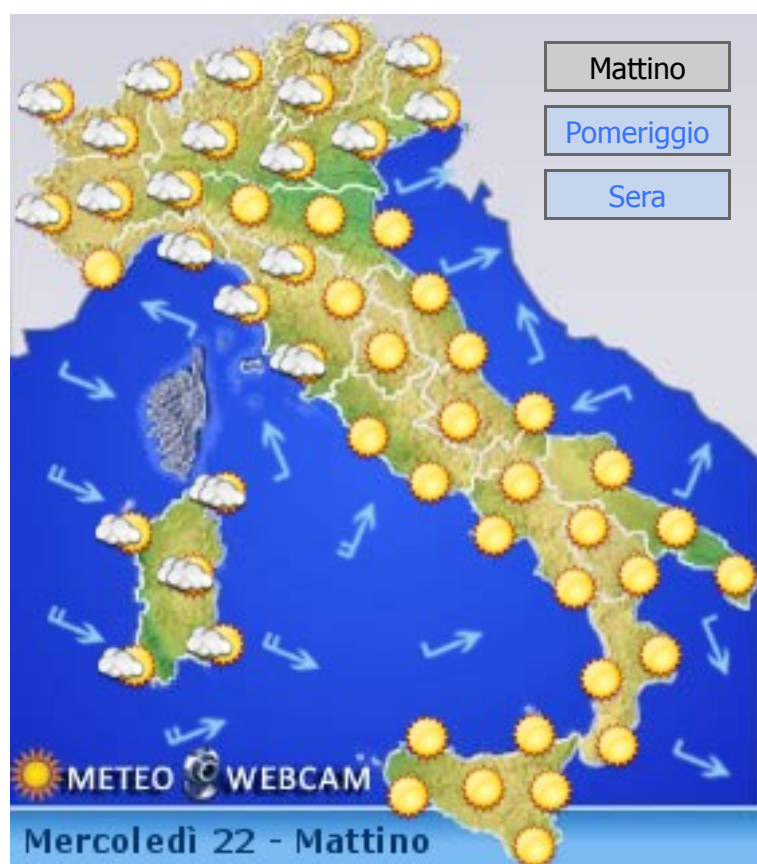 Mattino
Pomeriggio
Sera
METEO WEBCAM
Mercoledì 22 - Mattino